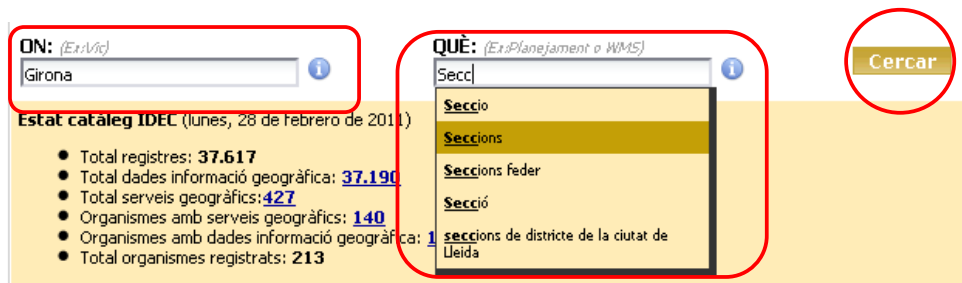 ON: (Ex:Vic)
Girona
QUÈ: (Ex:Planejament o WMS)
Secc
Cercar
Estat catàleg IDEC (lunes, 28 de febrero de 2011)
Total registres: 37.617
Total dades informació geogràfica: 37.190
Total serveis geogràfics:427
Organismes amb serveis geogràfics: 140
Organismes amb dades informació geogràfica: 1
Total organismes registrats: 213
Seccio
Seccions
Seccions feder
Secció
seccions de districte de la ciutat de
Lleida